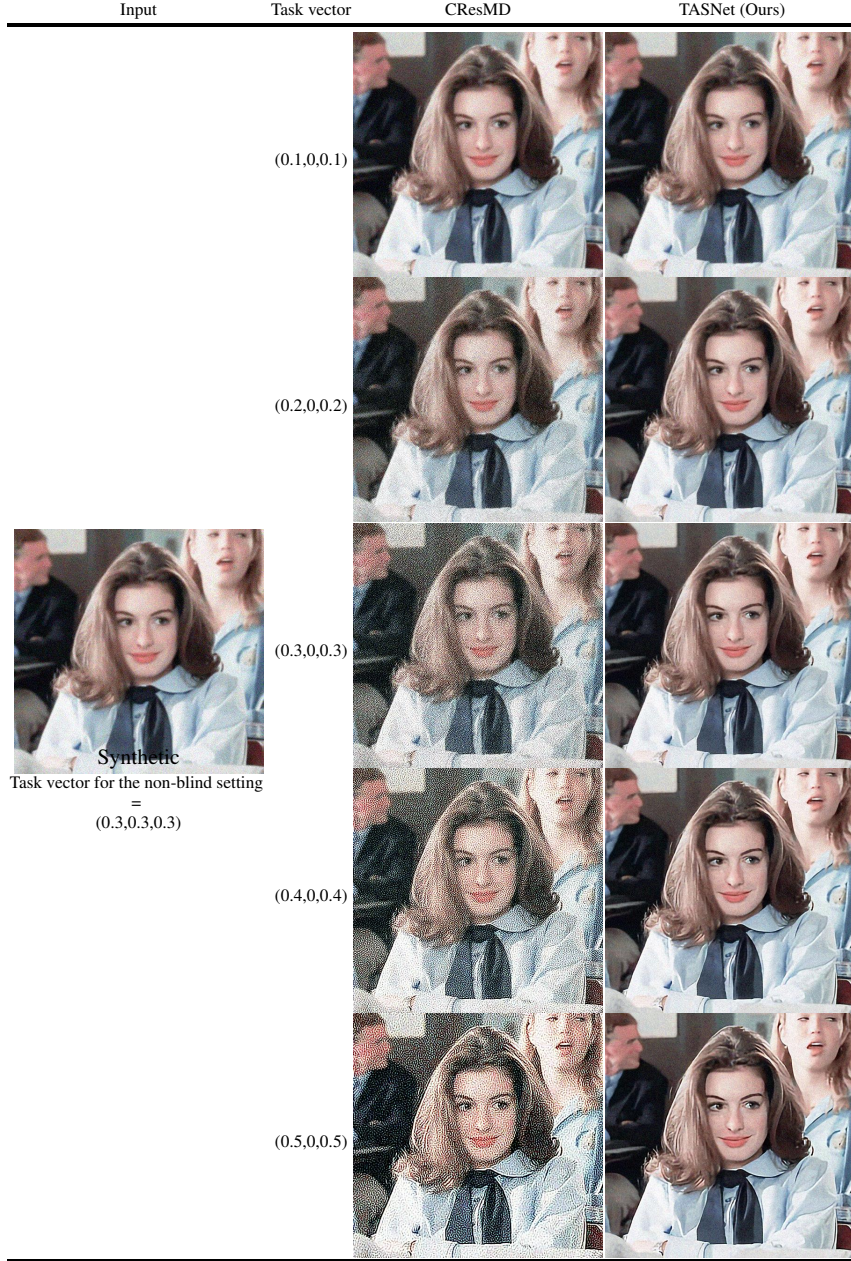 Input Task vector CResMD TASNet (Ours)
(0.1,0,0.1)
(0.2,0,0.2)
(0.3,0,0.3)
Synthetic
Task vector for the non-blind setting
=
(0.3,0.3,0.3)
(0.4,0,0.4)
(0.5,0,0.5)